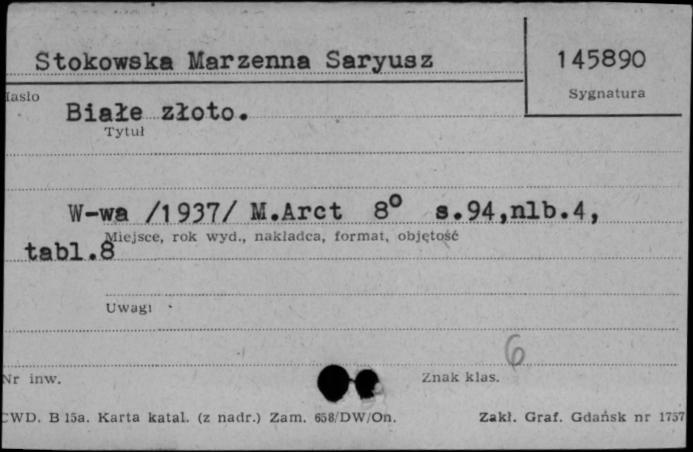 Stokowska Marzenna Saryusz
145890
Sygnatura
Hasło
Białe złoto.
Tytuł
W-wa /1937/ M.Arct 8° s.94,nlb.4,
Miejsce, rok wyd., nakładca, format, objętość
tabl.8
Uwagi
6
Nr inw.
Znak klas.
CWD. B 15a. Karta katal. (z nadr.) Zam. 658/DW/On.
Zakł. Graf. Gdańsk nr 1757